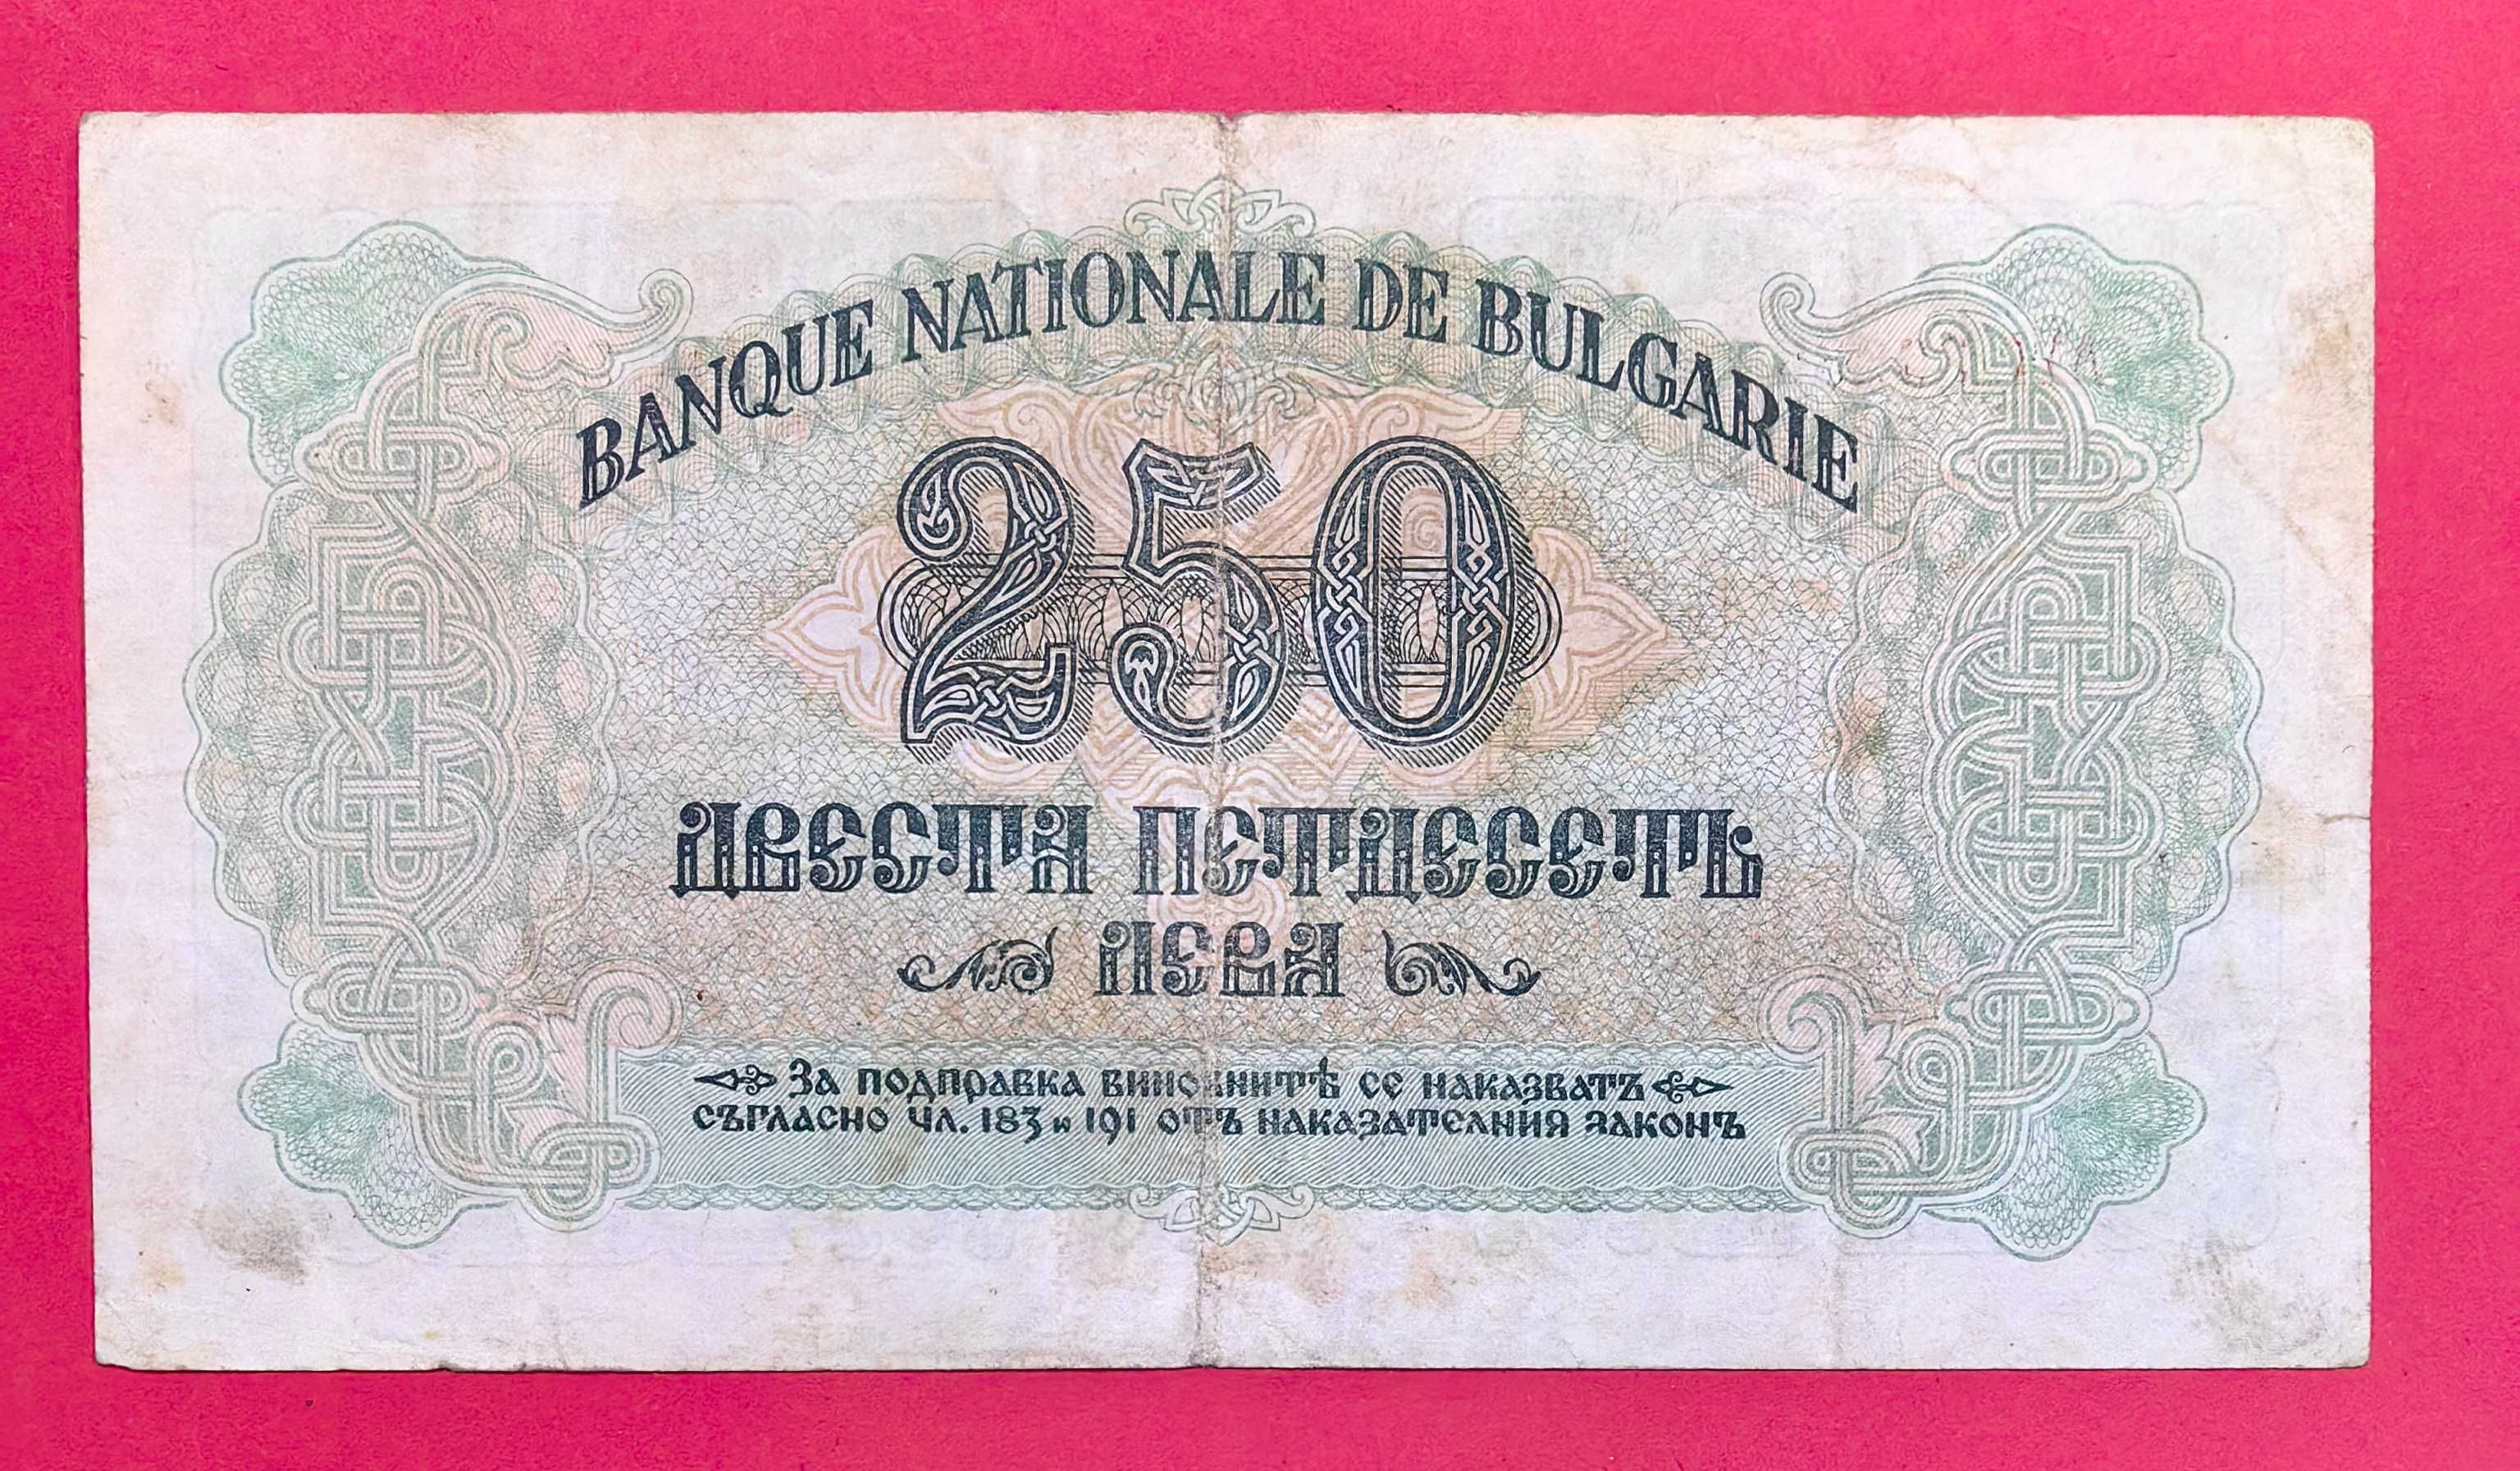 BANQUE NATIONALE DE BULGARIE
250
ДВЕСТА ПЕТДЕСЕТЬ
ЛЕВА
За подправка виновнитѣ се наказватъ
съгласно чл. 183 и 191 отъ наказателния законъ